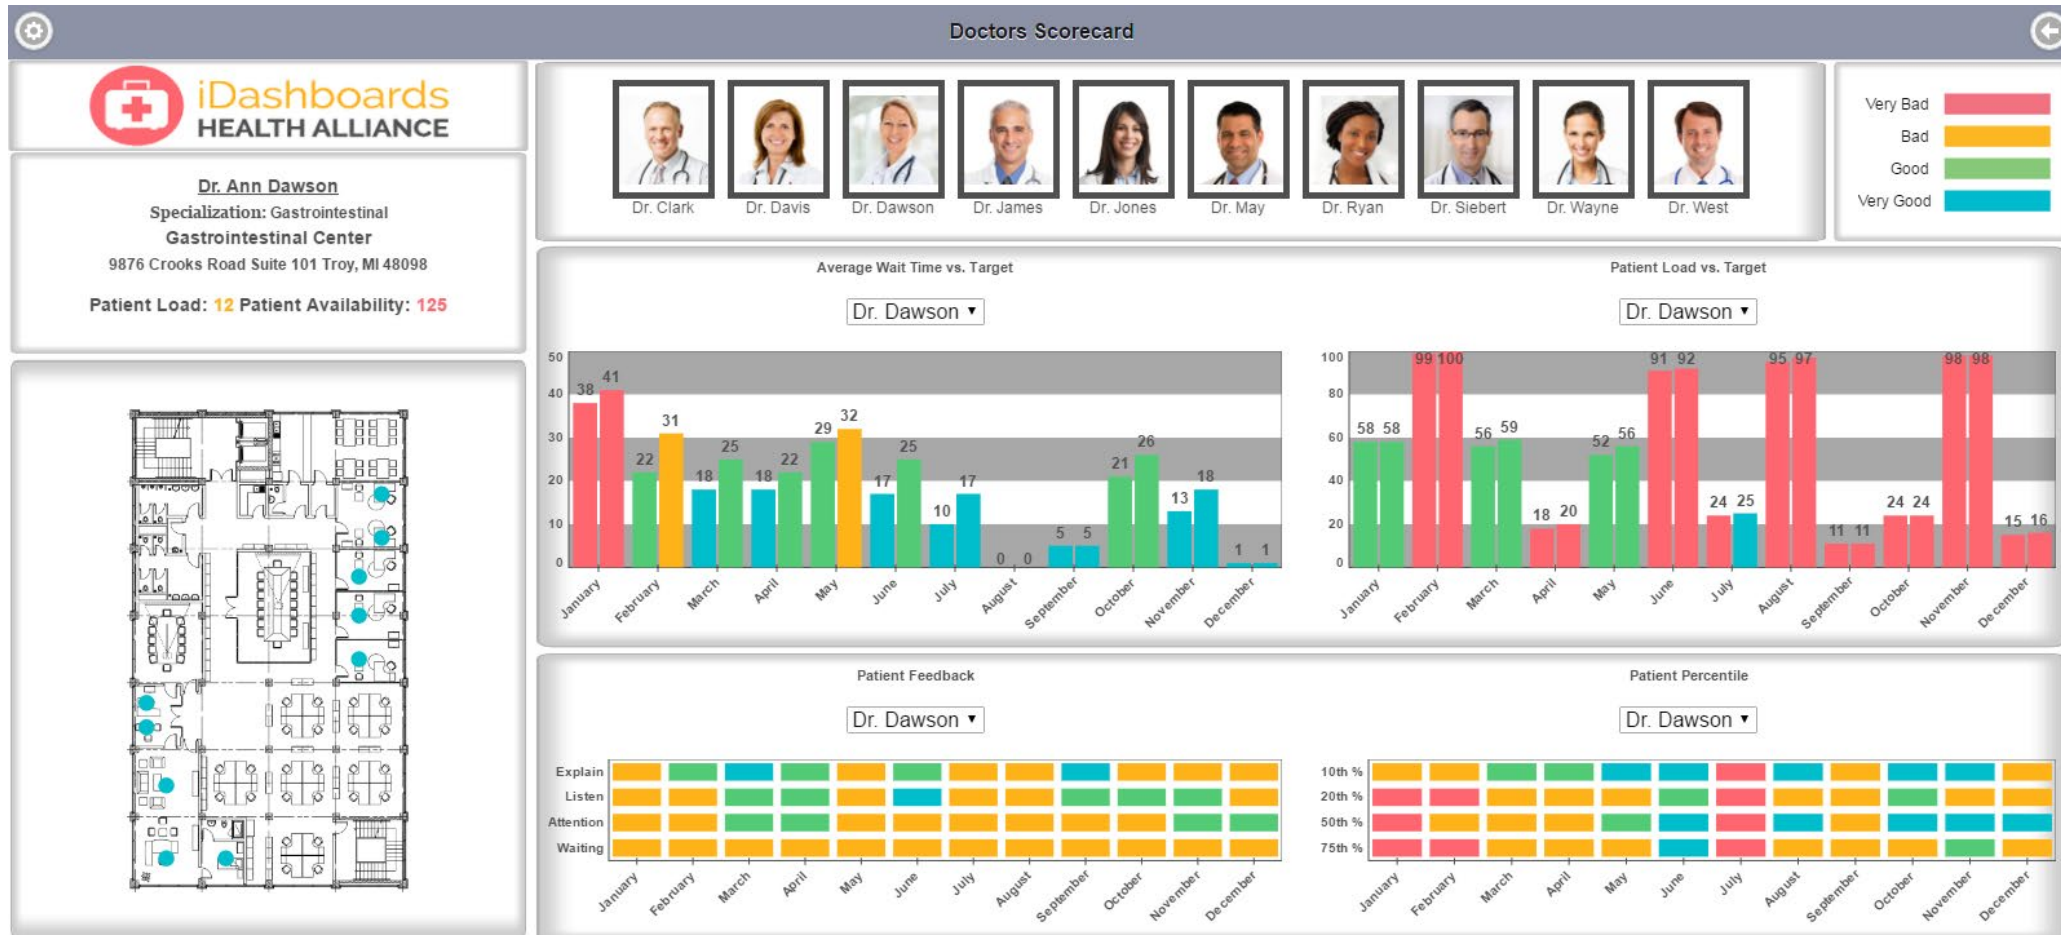 Doctors Scorecard
iDashboards
HEALTH ALLIANCE
Dr. Ann Dawson
Specialization: Gastrointestinal
Gastrointestinal Center
9876 Crooks Road Suite 101 Troy, MI 48098
Patient Load: 12 Patient Availability: 125
Dr. Clark Dr. Davis Dr. Dawson Dr. James Dr. Jones Dr. May Dr. Ryan Dr. Siebert Dr. Wayne Dr. West
Very Bad
Bad
Good
Very Good
Average Wait Time vs. Target
Dr. Dawson
50
40
30
20
10
0
38 41 22 31 18 25 18 22 29 32 17 25 10 17 0 0 5 5 21 26 13 18 1 1
January February March April May June July August September October November December
Patient Load vs. Target
Dr. Dawson
100
80
60
40
20
0
58 58 99 100 56 59 18 20 52 56 91 92 24 25 95 97 11 11 24 24 98 98 15 16
January February March April May June July August September October November December
Patient Feedback
Dr. Dawson
Explain
Listen
Attention
Waiting
January February March April May June July August September October November December
Patient Percentile
Dr. Dawson
10th %
20th %
50th %
75th %
January February March April May June July August September October November December